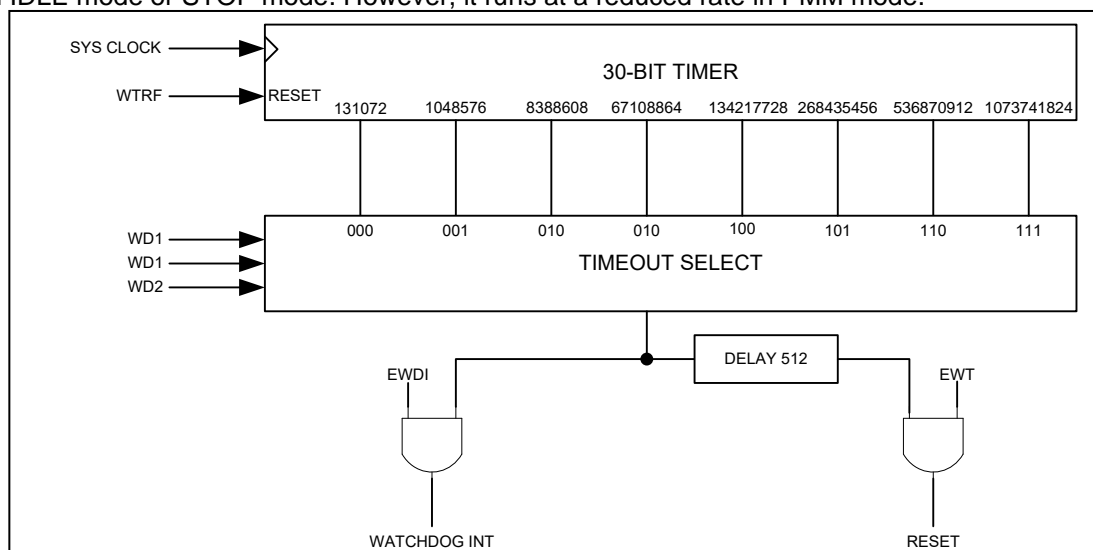 IDLE mode or STOP mode. However, it runs at a reduced rate in PMM mode.
SYS CLOCK
30-BIT TIMER
WTRF
RESET
131072 1048576 8388608 67108864 134217728 268435456 536870912 1073741824
000 001 010 010 100 101 110 111
WD1
TIMEOUT SELECT
WD1
WD2
DELAY 512
EWDI
EWT
WATCHDOG INT
RESET